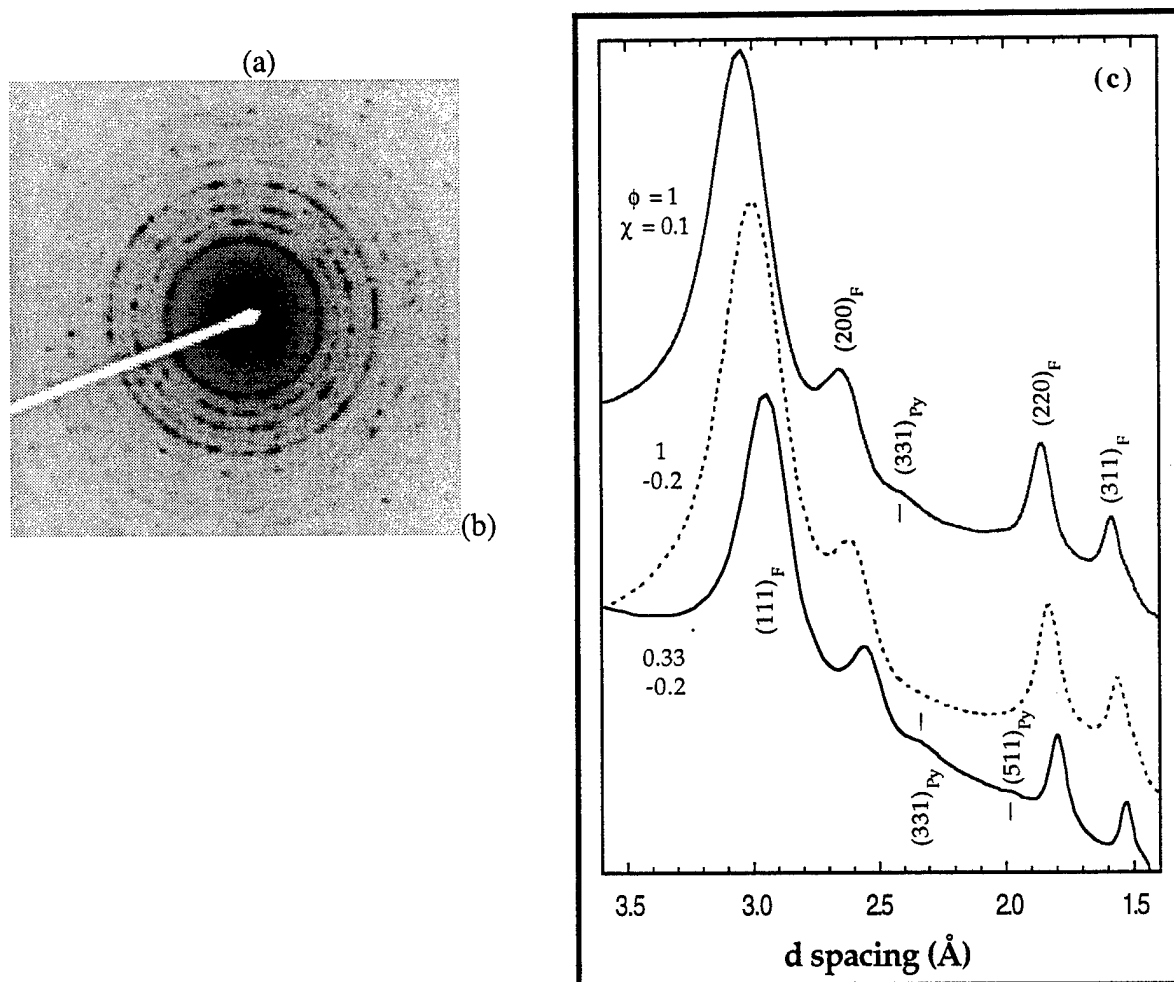 (a)
(b)
(c)
ϕ = 1
χ = 0.1
(200)F
(331)Py
(220)F
(311)F
1
-0.2
(111)F
0.33
-0.2
(331)Py
(511)Py
3.5 3.0 2.5 2.0 1.5
d spacing (Å)